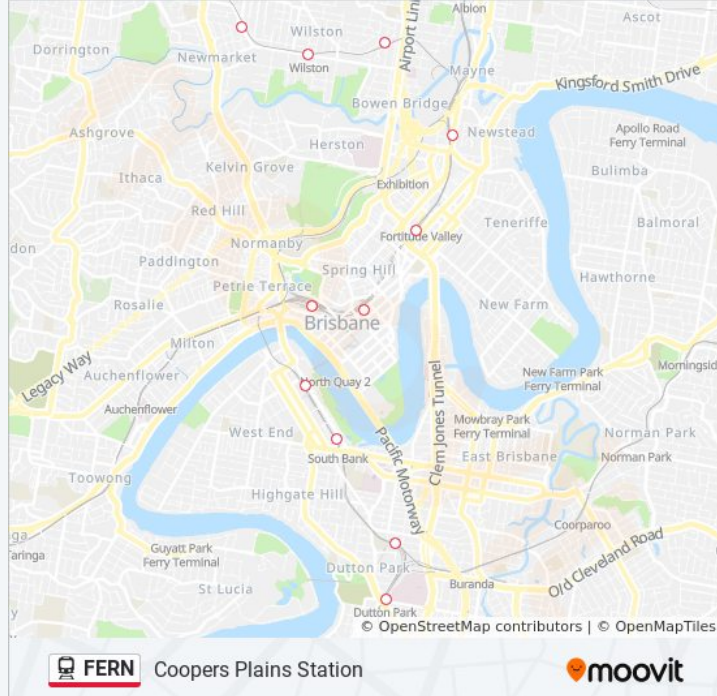 Albion
Ascot
Wilston
Dorrington
Newmarket
Airport Lin
Wilston
Mayne
Kingsford Smith Drive
Bowen Bridge
Ashgrove
Newstead
Apollo Road
Ferry Terminal
Herston
Kelvin Grove
Bulimba
Ithaca
Exhibition
Red Hill
Teneriffe
Balmoral
Normanby
Fortitude Valley
don
Paddington
Spring Hill
Hawthorne
Petrie Terrace
Rosalie
New Farm
Brisbane
Milton
Legacy Way
Auchenflower
North Quay 2
Clem Jones Tunnel
New Farm Park
Ferry Terminal
Morningsid
Auchenflower
Mowbray Park
Ferry Terminal
West End
Pacific Motorway
Norman Park
South Bank
East Brisbane
Norman Park
Toowong
Highgate Hill
Coorparoo
ga
Taringa
Guyatt Park
Ferry Terminal
Old Cleveland Road
Dutton Park
St Lucia
Buranda
y
Dutton Park
© OpenStreetMap contributors | © OpenMapTiles
FERN
Coopers Plains Station
moovit